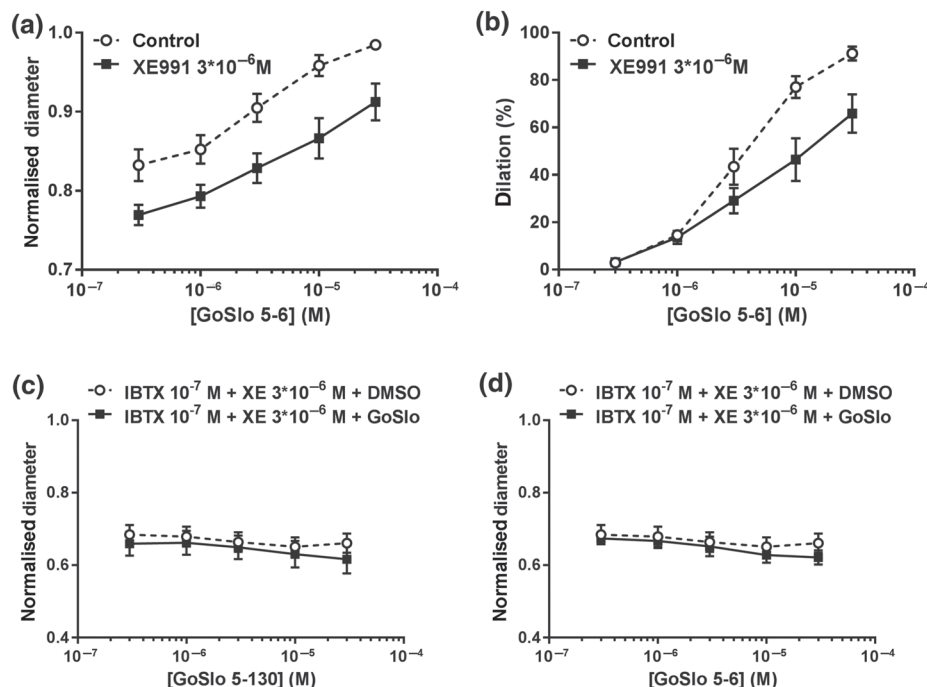 (a)
Control
XE991 3*10⁻⁶M
Normalised diameter
1.0
0.9
0.8
0.7
10⁻⁷
10⁻⁶
10⁻⁵
10⁻⁴
[GoSlo 5-6] (M)
(b)
Control
XE991 3*10⁻⁶M
Dilation (%)
100
80
60
40
20
0
10⁻⁷
10⁻⁶
10⁻⁵
10⁻⁴
[GoSlo 5-6] (M)
(c)
IBTX 10⁻⁷ M + XE 3*10⁻⁶ M + DMSO
IBTX 10⁻⁷ M + XE 3*10⁻⁶ M + GoSlo
Normalised diameter
1.0
0.8
0.6
0.4
10⁻⁷
10⁻⁶
10⁻⁵
10⁻⁴
[GoSlo 5-130] (M)
(d)
IBTX 10⁻⁷ M + XE 3*10⁻⁶ M + DMSO
IBTX 10⁻⁷ M + XE 3*10⁻⁶ M + GoSlo
Normalised diameter
1.0
0.8
0.6
0.4
10⁻⁷
10⁻⁶
10⁻⁵
10⁻⁴
[GoSlo 5-6] (M)